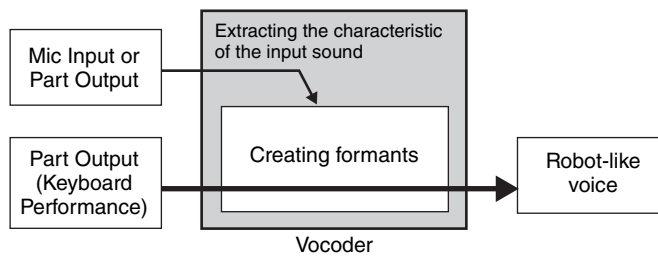 Mic Input or
Part Output
Extracting the characteristic
of the input sound
Part Output
(Keyboard
Performance)
Creating formants
Robot-like
voice
Vocoder